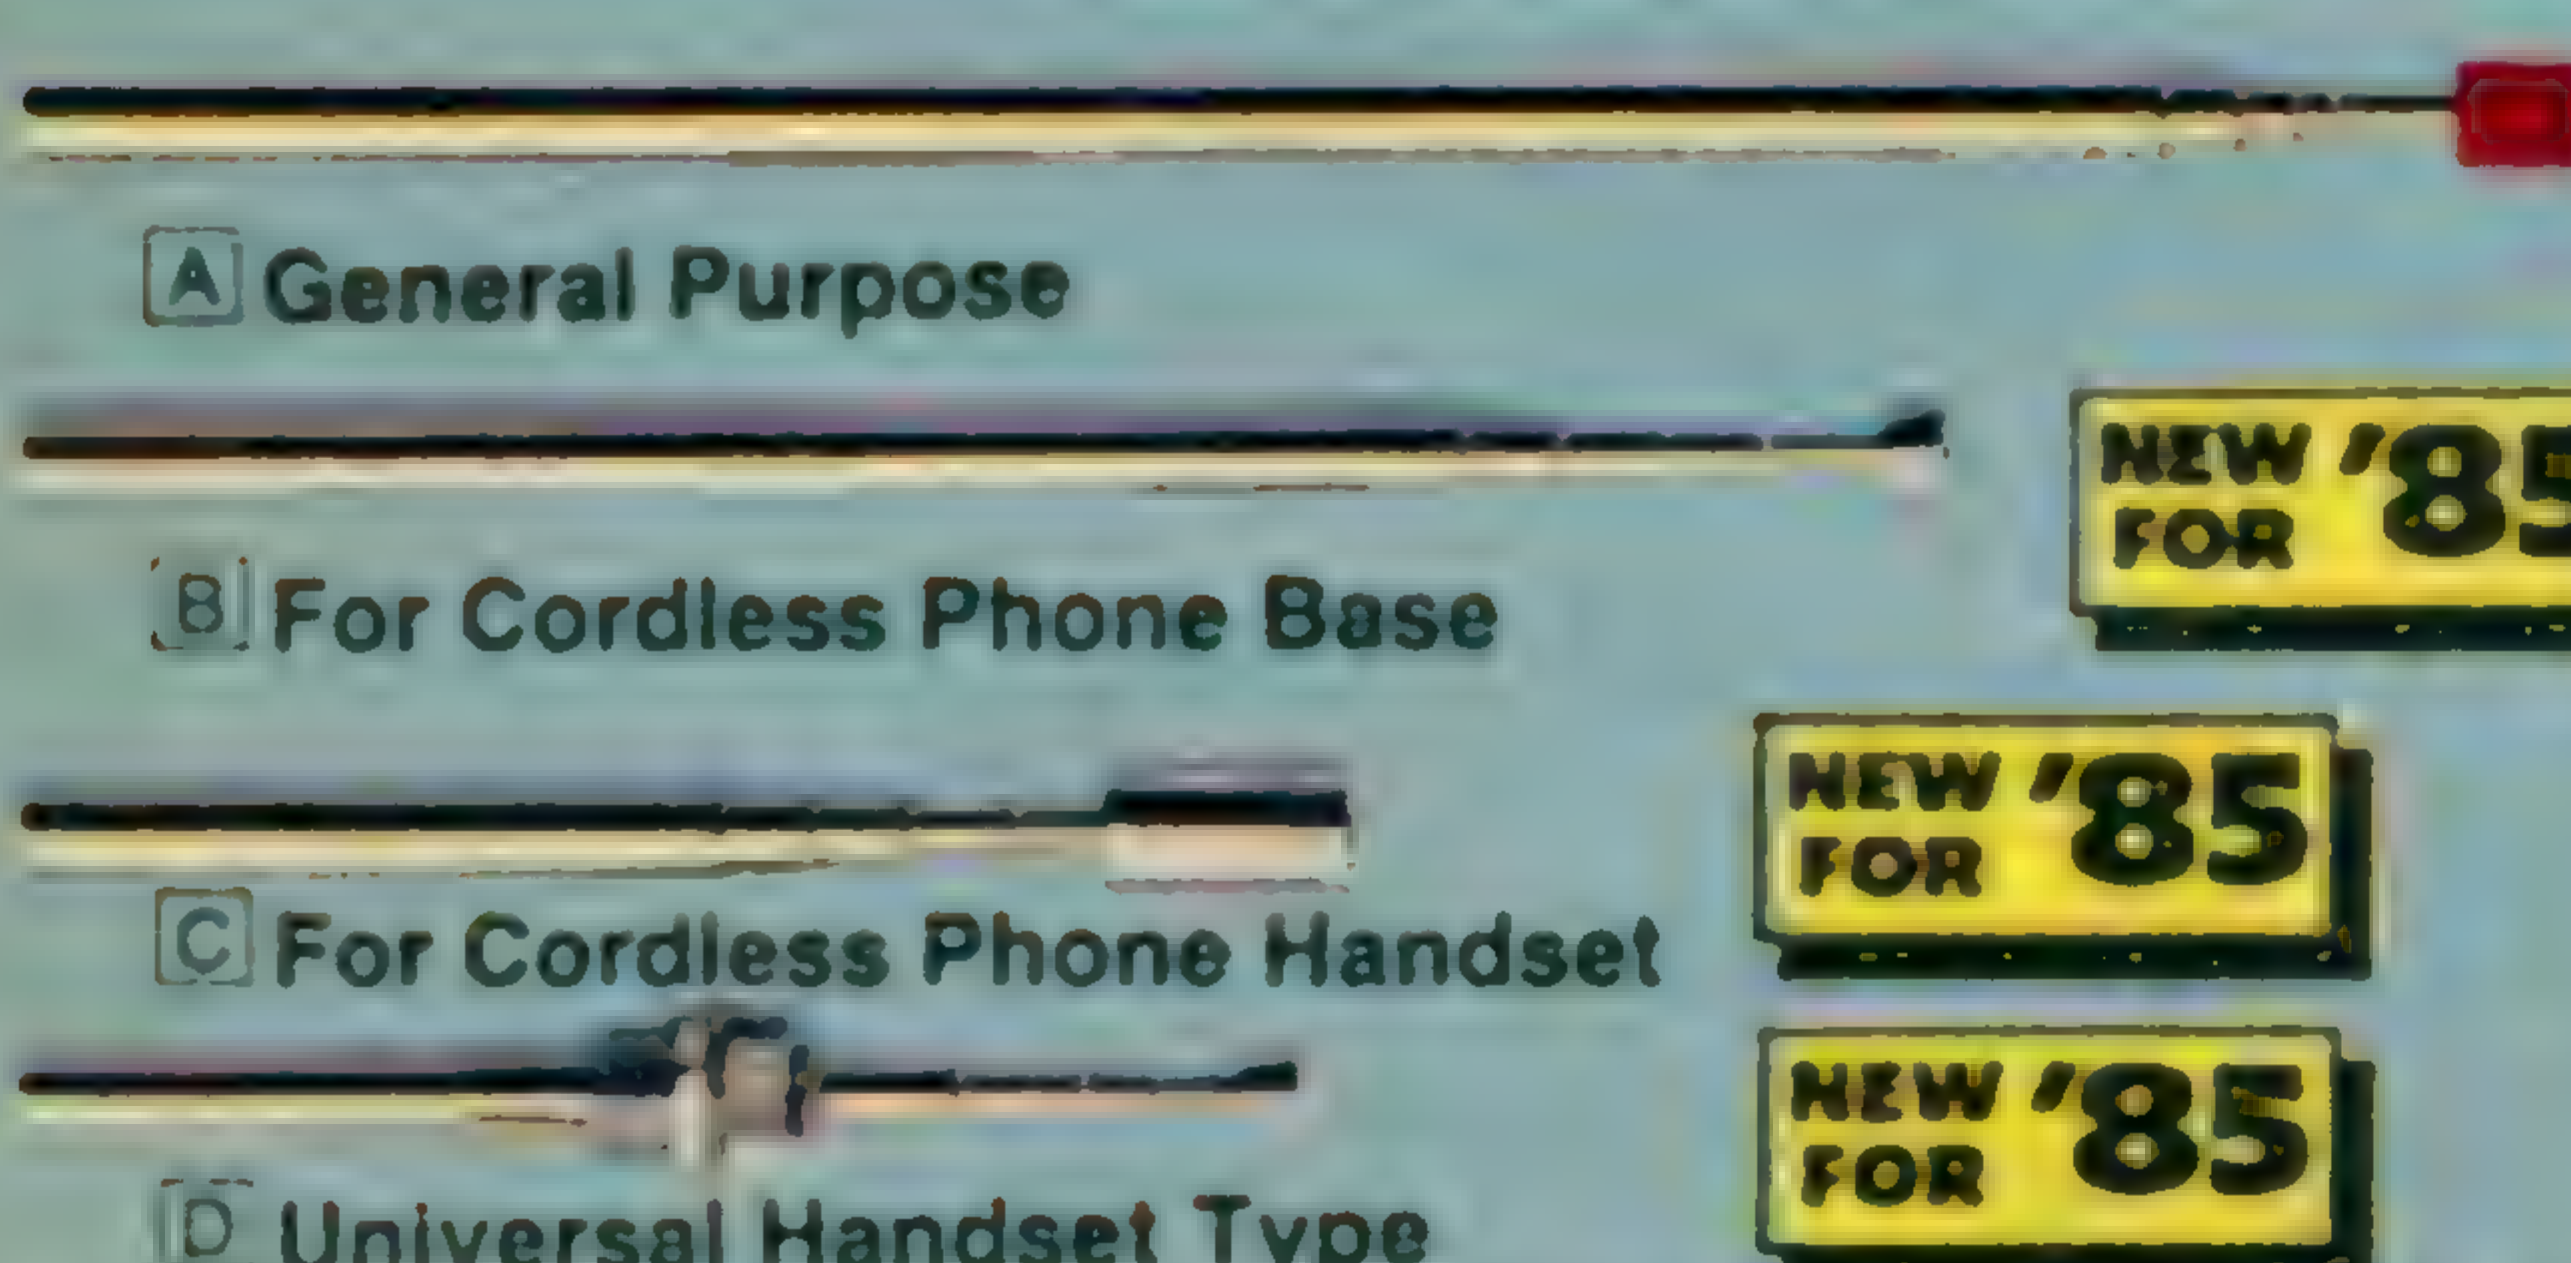 A General Purpose
NEW FOR '85
B For Cordless Phone Base
NEW FOR '85
C For Cordless Phone Handset
NEW FOR '85
D Universal Handset Type